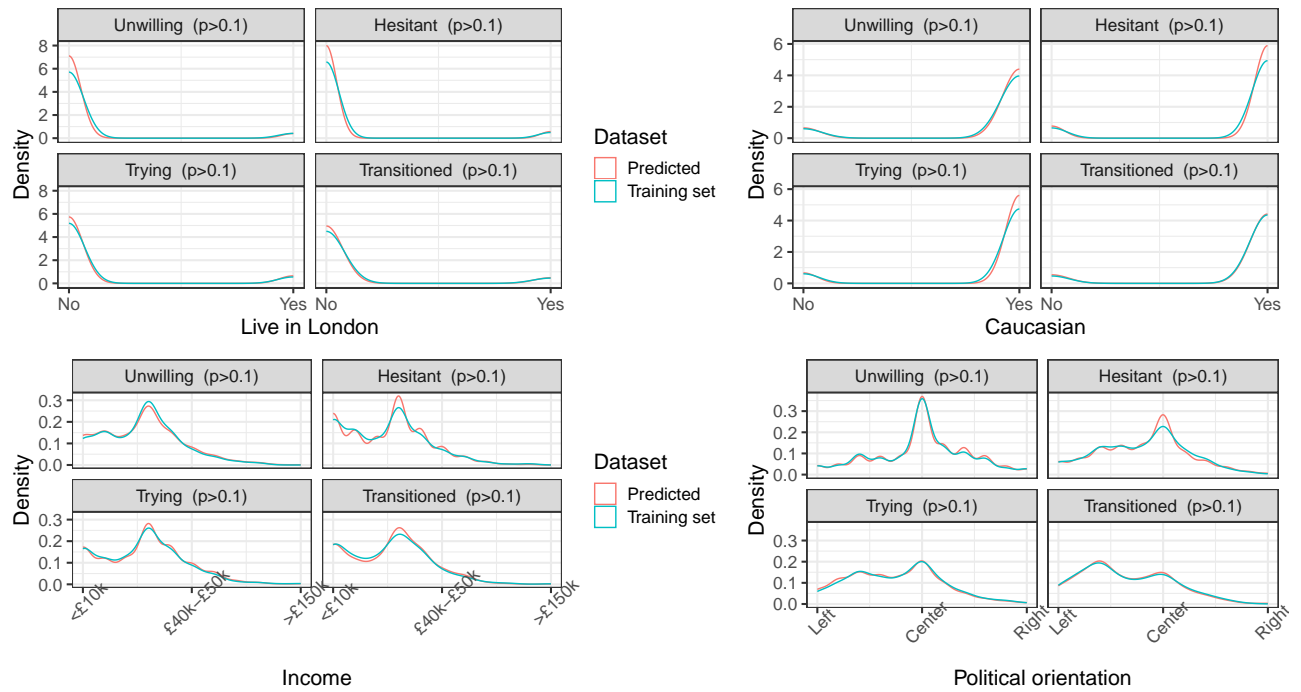 Unwilling (p>0.1)
Hesitant (p>0.1)
8
6
4
2
0
Trying (p>0.1)
Transitioned (p>0.1)
8
6
4
2
0
Density
No
Yes
No
Yes
Live in London
Dataset
Predicted
Training set
Unwilling (p>0.1)
Hesitant (p>0.1)
6
4
2
0
Trying (p>0.1)
Transitioned (p>0.1)
6
4
2
0
Density
No
Yes
No
Yes
Caucasian
Unwilling (p>0.1)
Hesitant (p>0.1)
0.3
0.2
0.1
0.0
Trying (p>0.1)
Transitioned (p>0.1)
0.3
0.2
0.1
0.0
Density
<£10k
£40k−£50k
>£150k
<£10k
£40k−£50k
>£150k
Income
Dataset
Predicted
Training set
Unwilling (p>0.1)
Hesitant (p>0.1)
0.3
0.2
0.1
0.0
Trying (p>0.1)
Transitioned (p>0.1)
0.3
0.2
0.1
0.0
Density
Left
Center
Right
Left
Center
Right
Political orientation